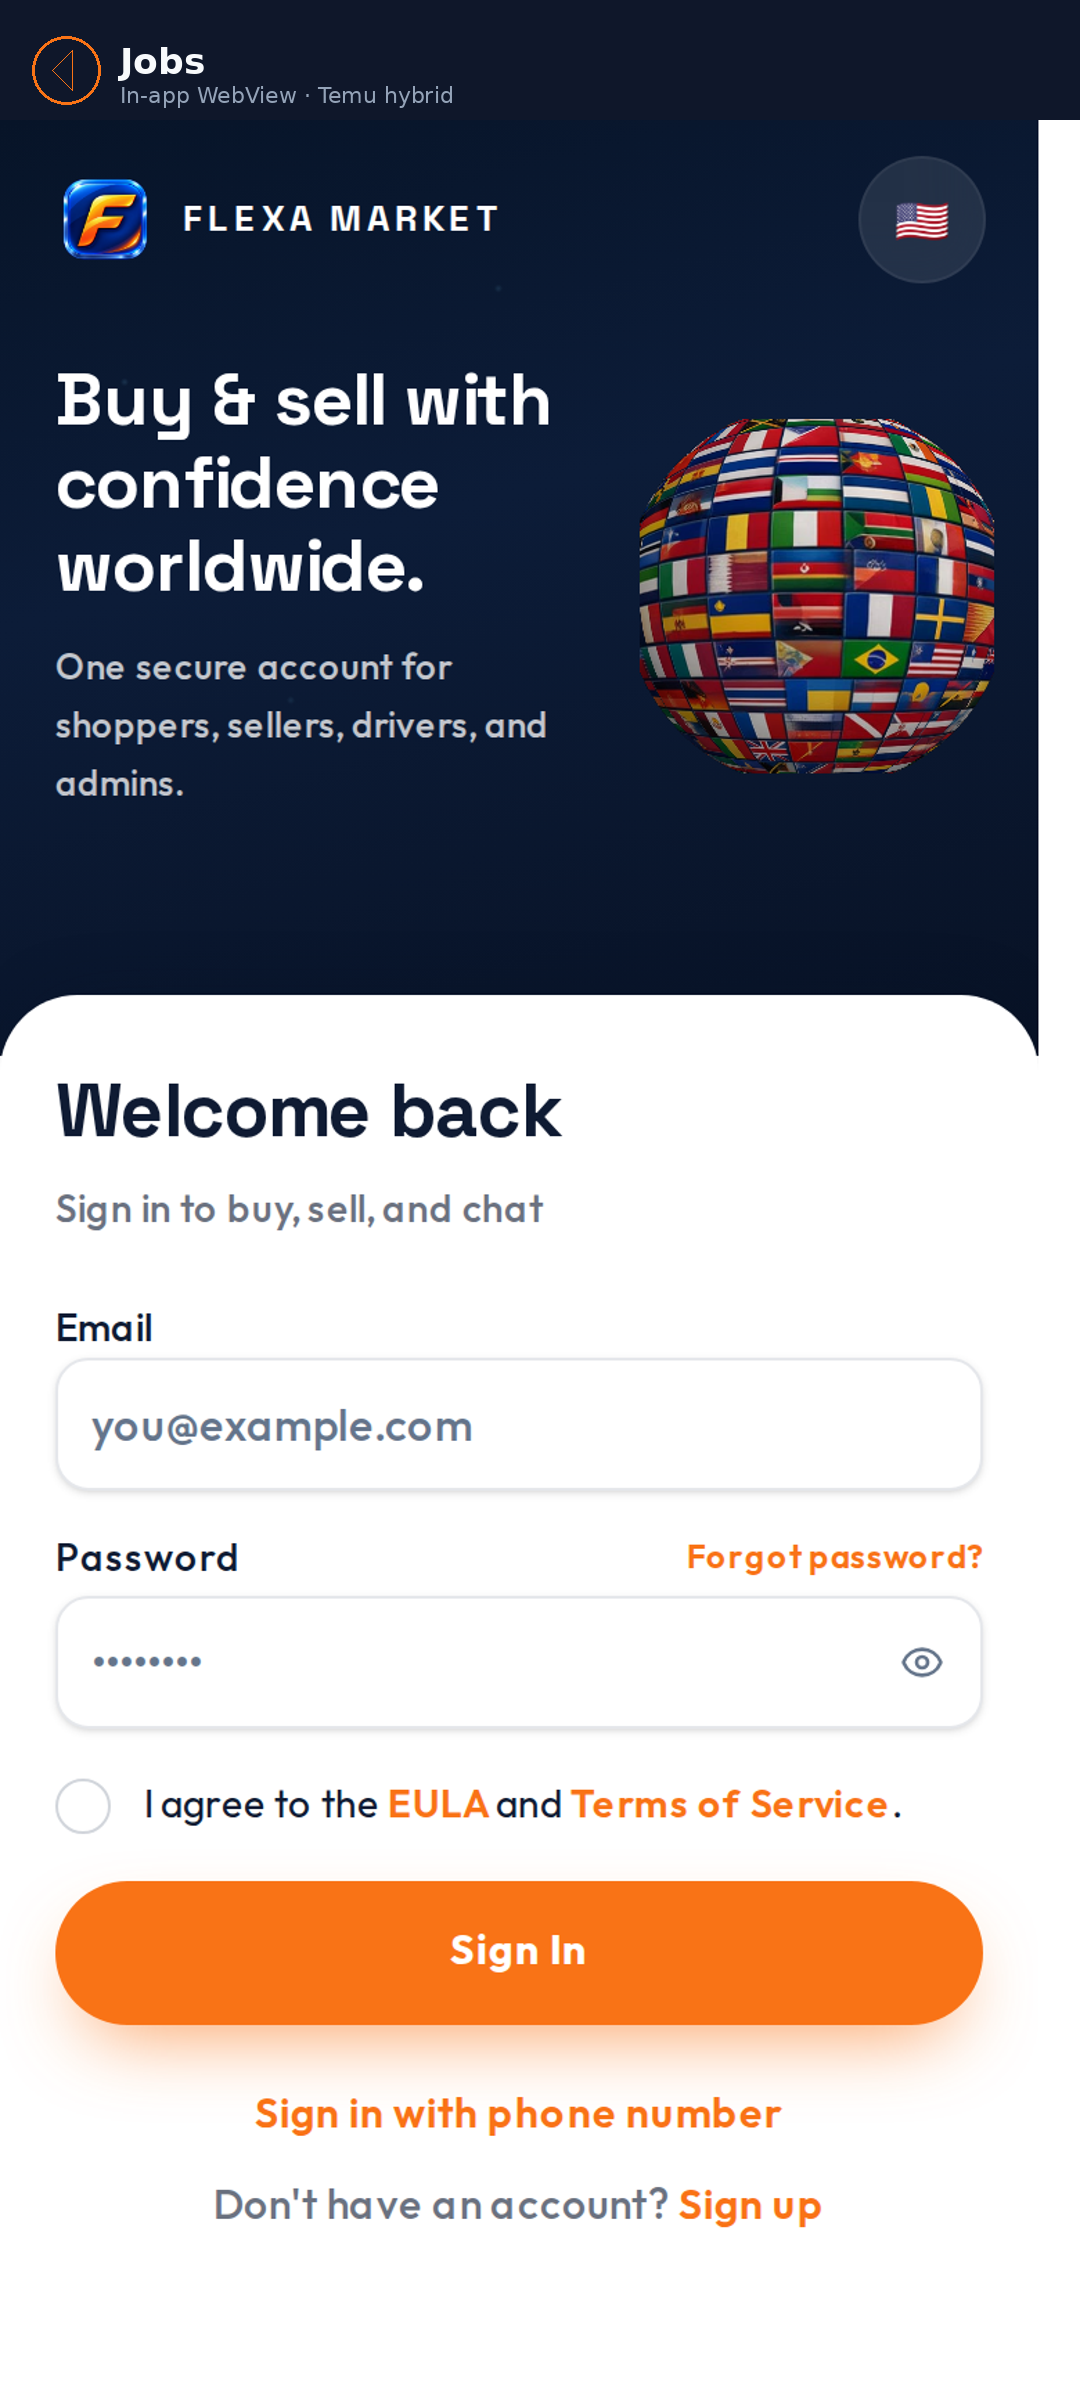 Jobs
In-app WebView · Temu hybrid
FLEXA MARKET
Buy & sell with
confidence
worldwide.
One secure account for
shoppers, sellers, drivers, and
admins.
Welcome back
Sign in to buy, sell, and chat
Email
you@example.com
Password
Forgot password?
••••••••
I agree to the EULA and Terms of Service.
Sign In
Sign in with phone number
Don't have an account? Sign up